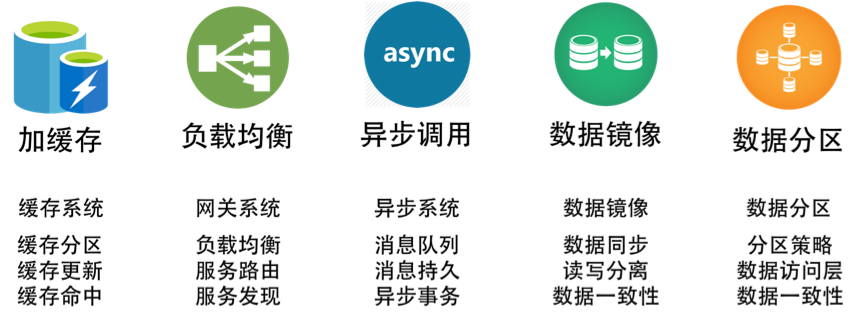 async
加缓存
负载均衡
异步调用
数据镜像
数据分区
缓存系统
网关系统
异步系统
数据镜像
数据分区
缓存分区
负载均衡
消息队列
数据同步
分区策略
缓存更新
服务路由
消息持久
读写分离
数据访问层
缓存命中
服务发现
异步事务
数据一致性
数据一致性